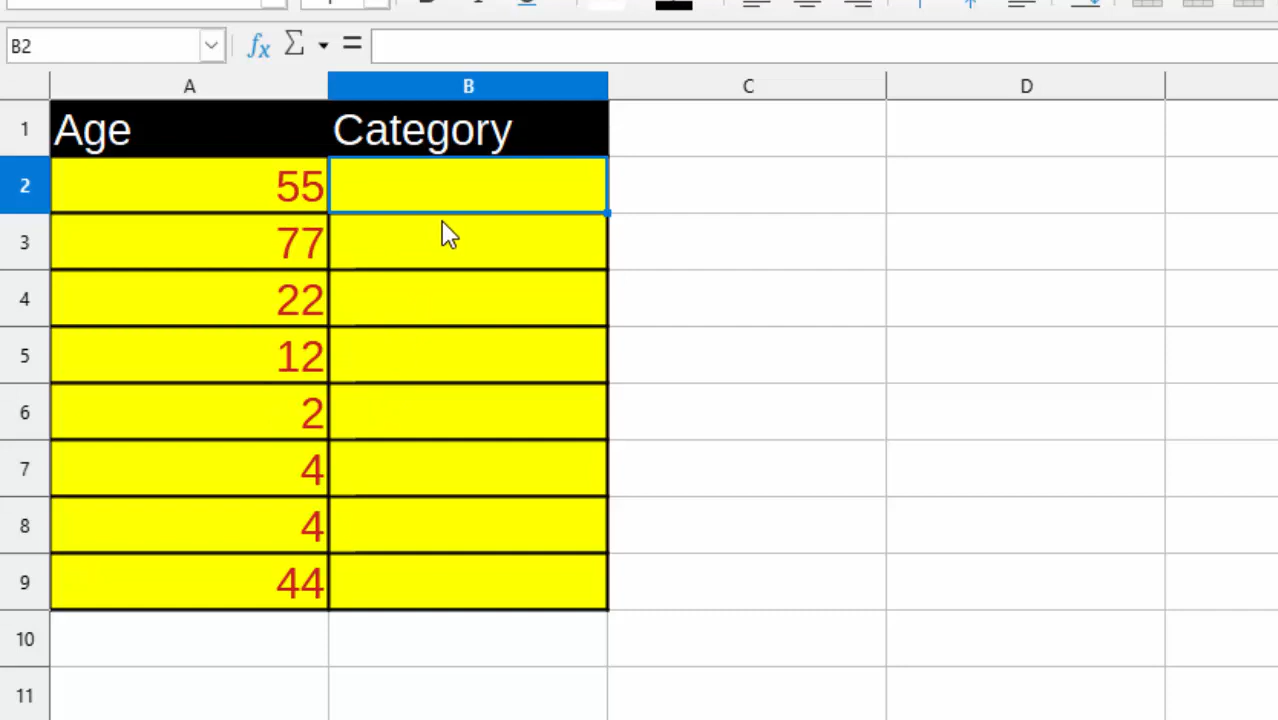 B2
fx Σ =
A B C D
1 Age Category
2 55
3 77
4 22
5 12
6 2
7 4
8 4
9 44
10
11